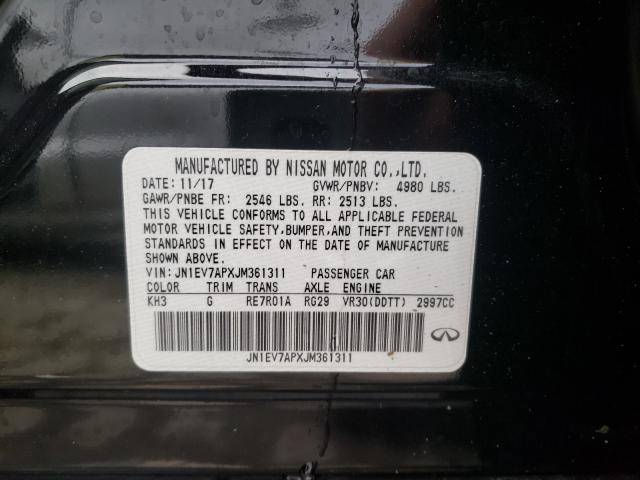 MANUFACTURED BY NISSAN MOTOR CO.,LTD.
DATE: 11/17 GVWR/PNBV: 4980 LBS.
GAWR/PNBE FR: 2546 LBS. RR: 2513 LBS.
THIS VEHICLE CONFORMS TO ALL APPLICABLE FEDERAL
MOTOR VEHICLE SAFETY,BUMPER,AND THEFT PREVENTION
STANDARDS IN EFFECT ON THE DATE OF MANUFACTURE
SHOWN ABOVE.
VIN: JN1EV7APXJM361311 PASSENGER CAR
COLOR TRIM TRANS AXLE ENGINE
KH3 G RE7R01A RG29 VR30(DDTT) 2997CC
JN1EV7APXJM361311